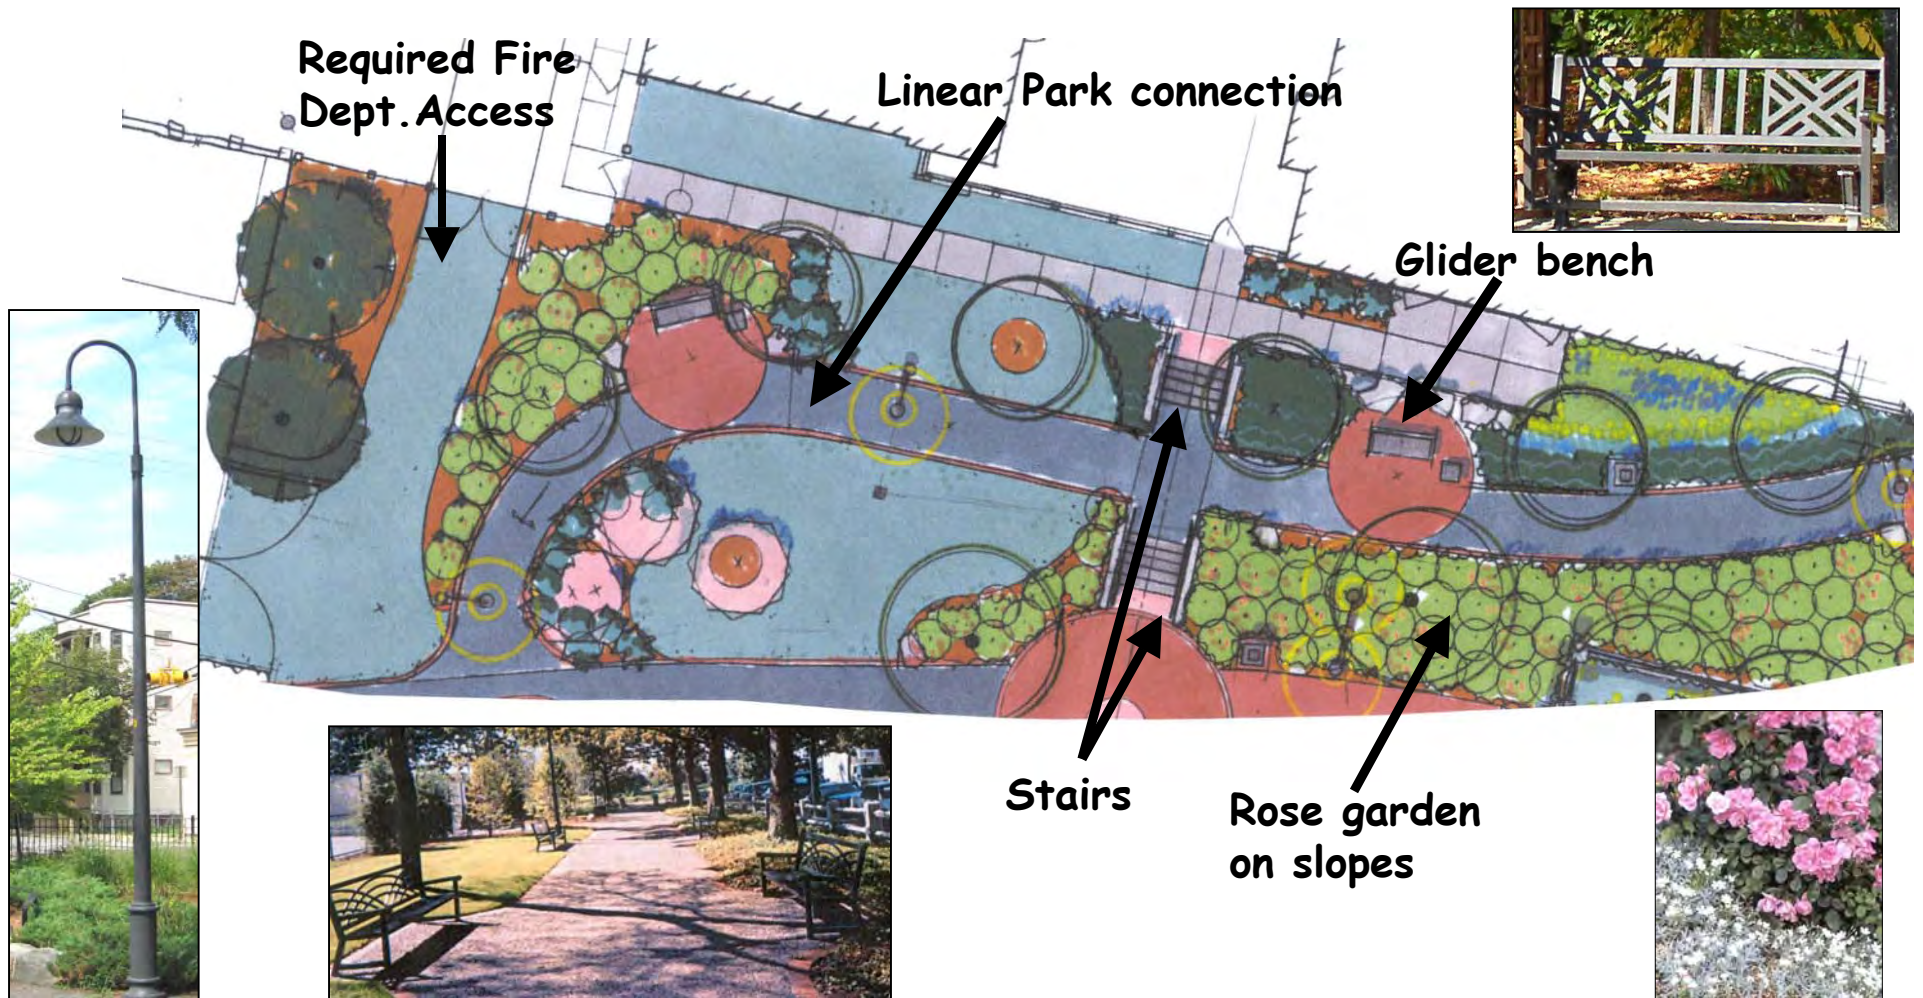 Required Fire
Dept.Access
Linear Park connection
Glider bench
Stairs
Rose garden
on slopes